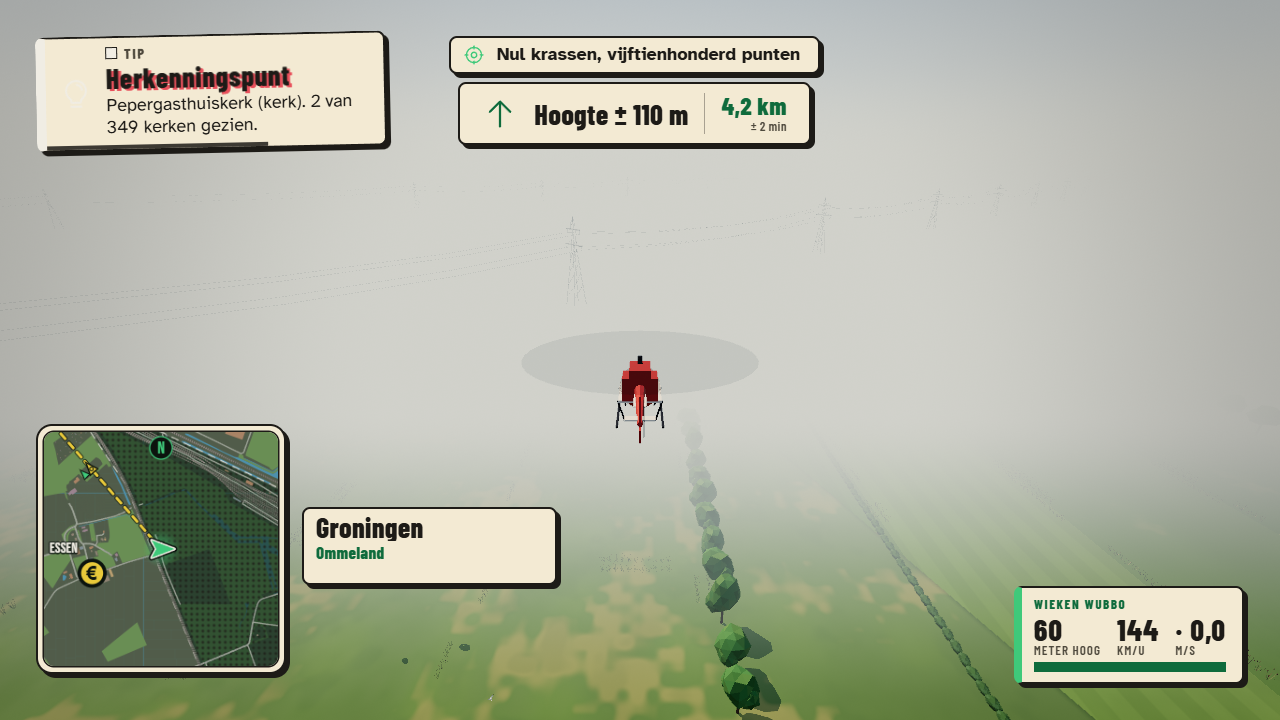 TIP
Herkenningspunt
Pepergasthuiskerk (kerk). 2 van
349 kerken gezien.
Nul krassen, vijftienhonderd punten
Hoogte ± 110 m
4,2 km
± 2 min
N
ESSEN
€
Groningen
Ommeland
WIEKEN WUBBO
60 144 · 0,0
METER HOOG KM/U M/S